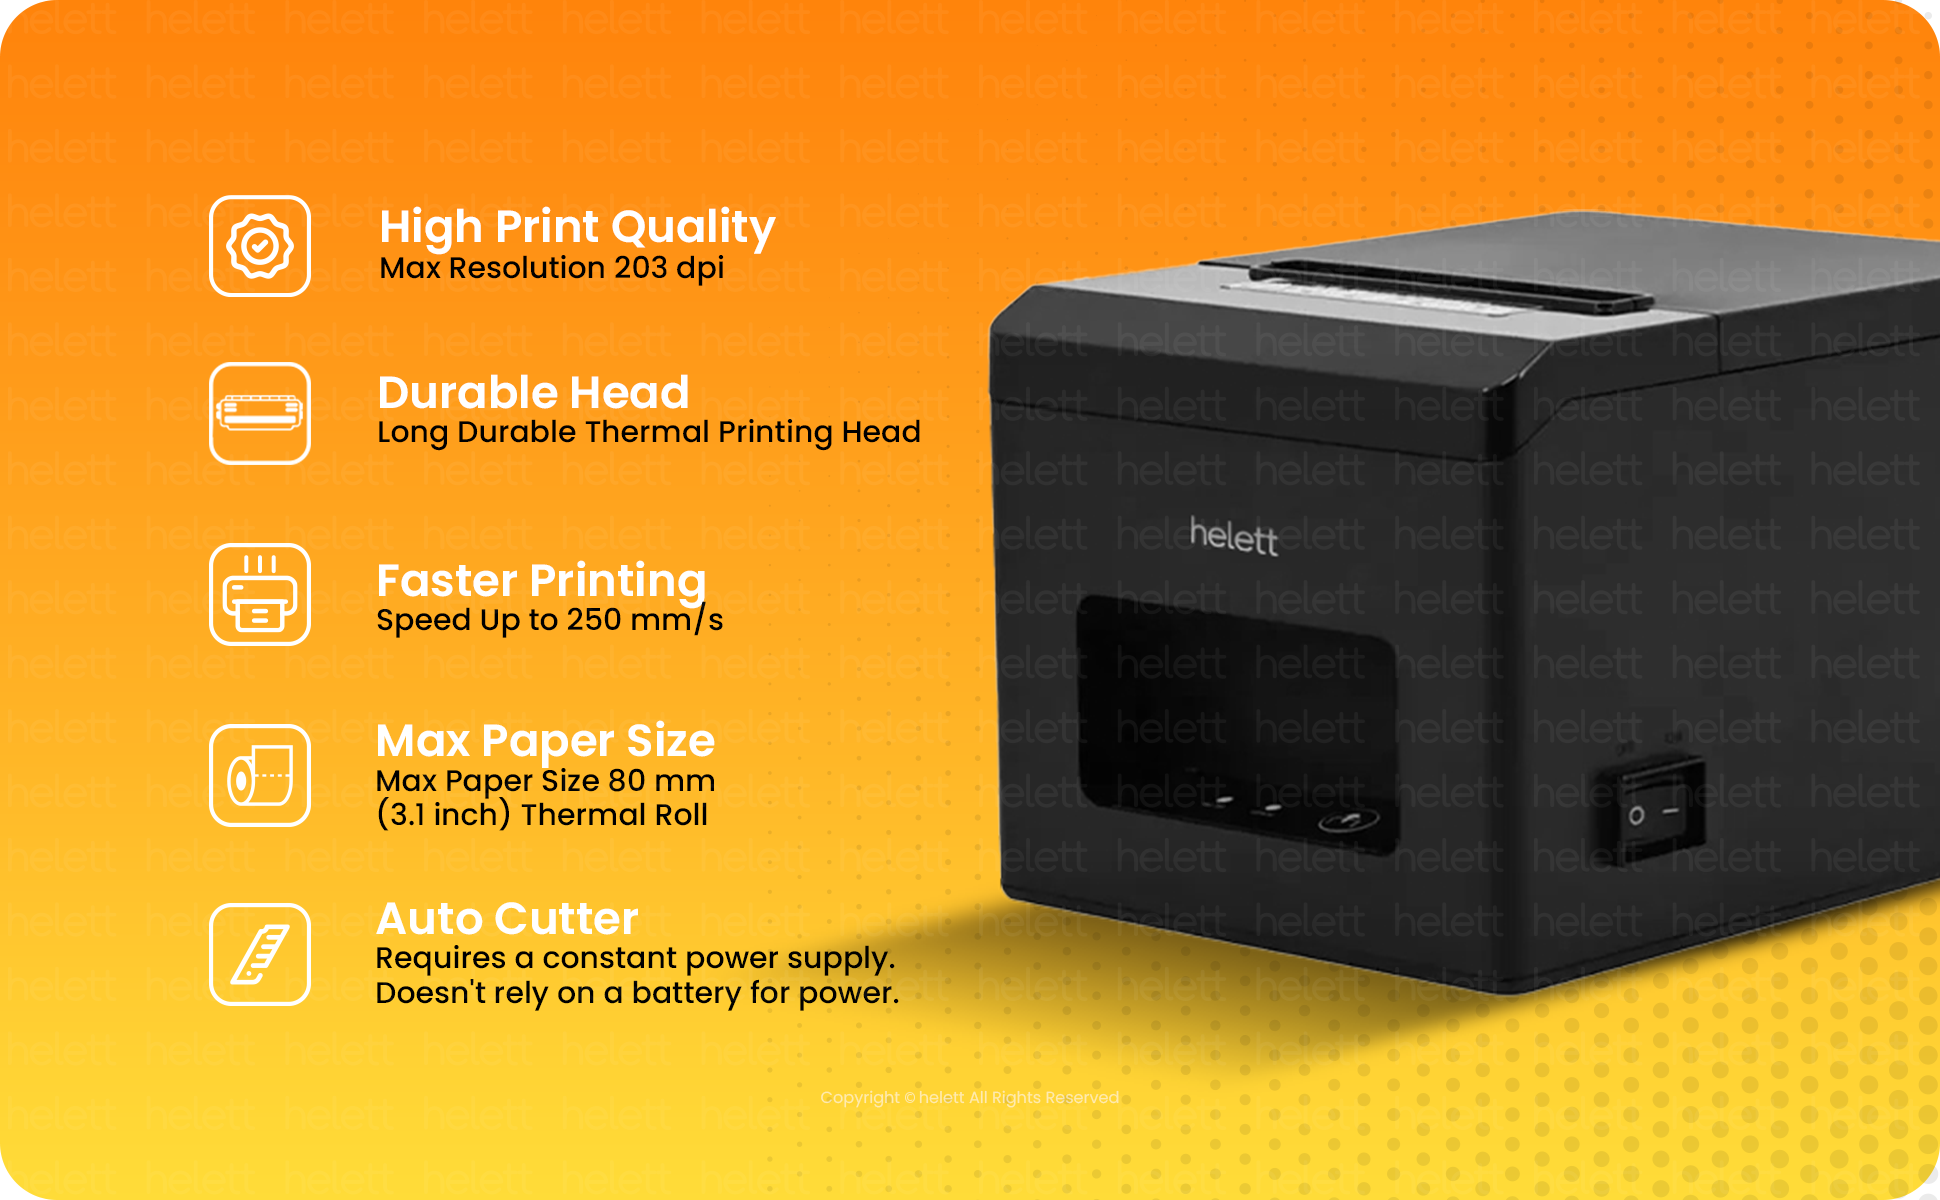 High Print Quality
Max Resolution 203 dpi
Durable Head
Long Durable Thermal Printing Head
helett
Faster Printing
Speed Up to 250 mm/s
Max Paper Size
Max Paper Size 80 mm
(3.1 inch) Thermal Roll
Auto Cutter
Requires a constant power supply.
Doesn't rely on a battery for power.
Copyright © helett All Rights Reserved